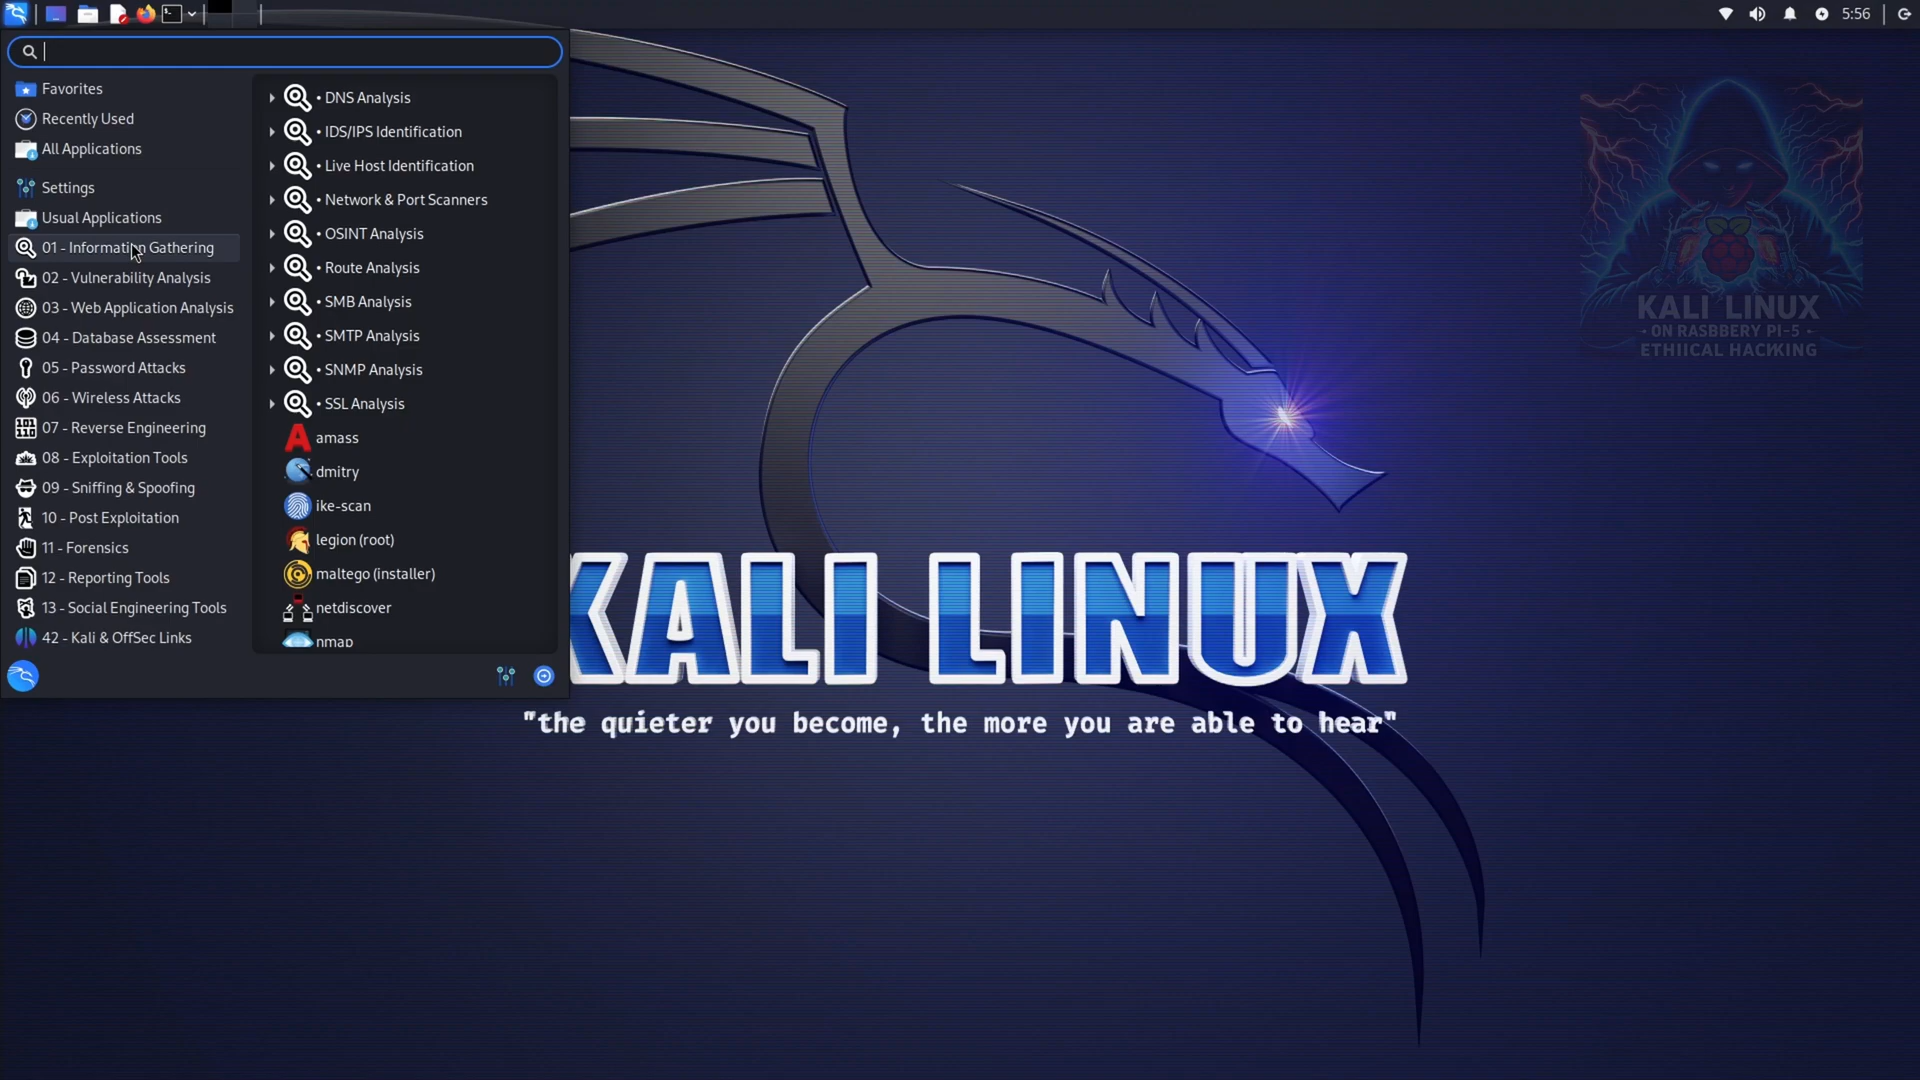 5:56
Favorites
Recently Used
All Applications
Settings
Usual Applications
01 - Information Gathering
02 - Vulnerability Analysis
03 - Web Application Analysis
04 - Database Assessment
05 - Password Attacks
06 - Wireless Attacks
07 - Reverse Engineering
08 - Exploitation Tools
09 - Sniffing & Spoofing
10 - Post Exploitation
11 - Forensics
12 - Reporting Tools
13 - Social Engineering Tools
42 - Kali & OffSec Links
• DNS Analysis
• IDS/IPS Identification
• Live Host Identification
• Network & Port Scanners
• OSINT Analysis
• Route Analysis
• SMB Analysis
• SMTP Analysis
• SNMP Analysis
• SSL Analysis
amass
dmitry
ike-scan
legion (root)
maltego (installer)
netdiscover
nmap
KALI LINUX
"the quieter you become, the more you are able to hear"
KALI LINUX
• ON RASBBERY PI-5 •
ETHIICAL HACKING